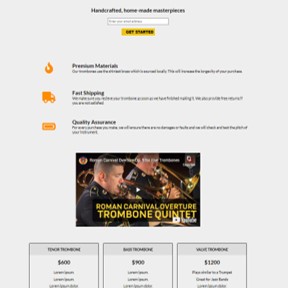 Handcrafted, home-made masterpieces
Enter your email address
GET STARTED
Premium Materials
Our trombones use the shiniest brass which is sourced locally. This will increase the longevity of your purchase.
Fast Shipping
We make sure you recieve your trombone as soon as we have finished making it. We also provide free returns if
you are not satisfied.
Quality Assurance
For every purchase you make, we will ensure there are no damages or faults and we will check and test the pitch of
your instrument.
Roman Carnival Overture
Trombones
ROMAN CARNIVAL OVERTURE
TROMBONE QUINTET
YouTube
TENOR TROMBONE
BASS TROMBONE
VALVE TROMBONE
$600
$900
$1200
Lorem ipsum.
Lorem ipsum.
Plays similar to a Trumpet
Lorem ipsum.
Lorem ipsum.
Great for Jazz Bands
Lorem ipsum dolor.
Lorem ipsum dolor.
Lorem ipsum dolor.